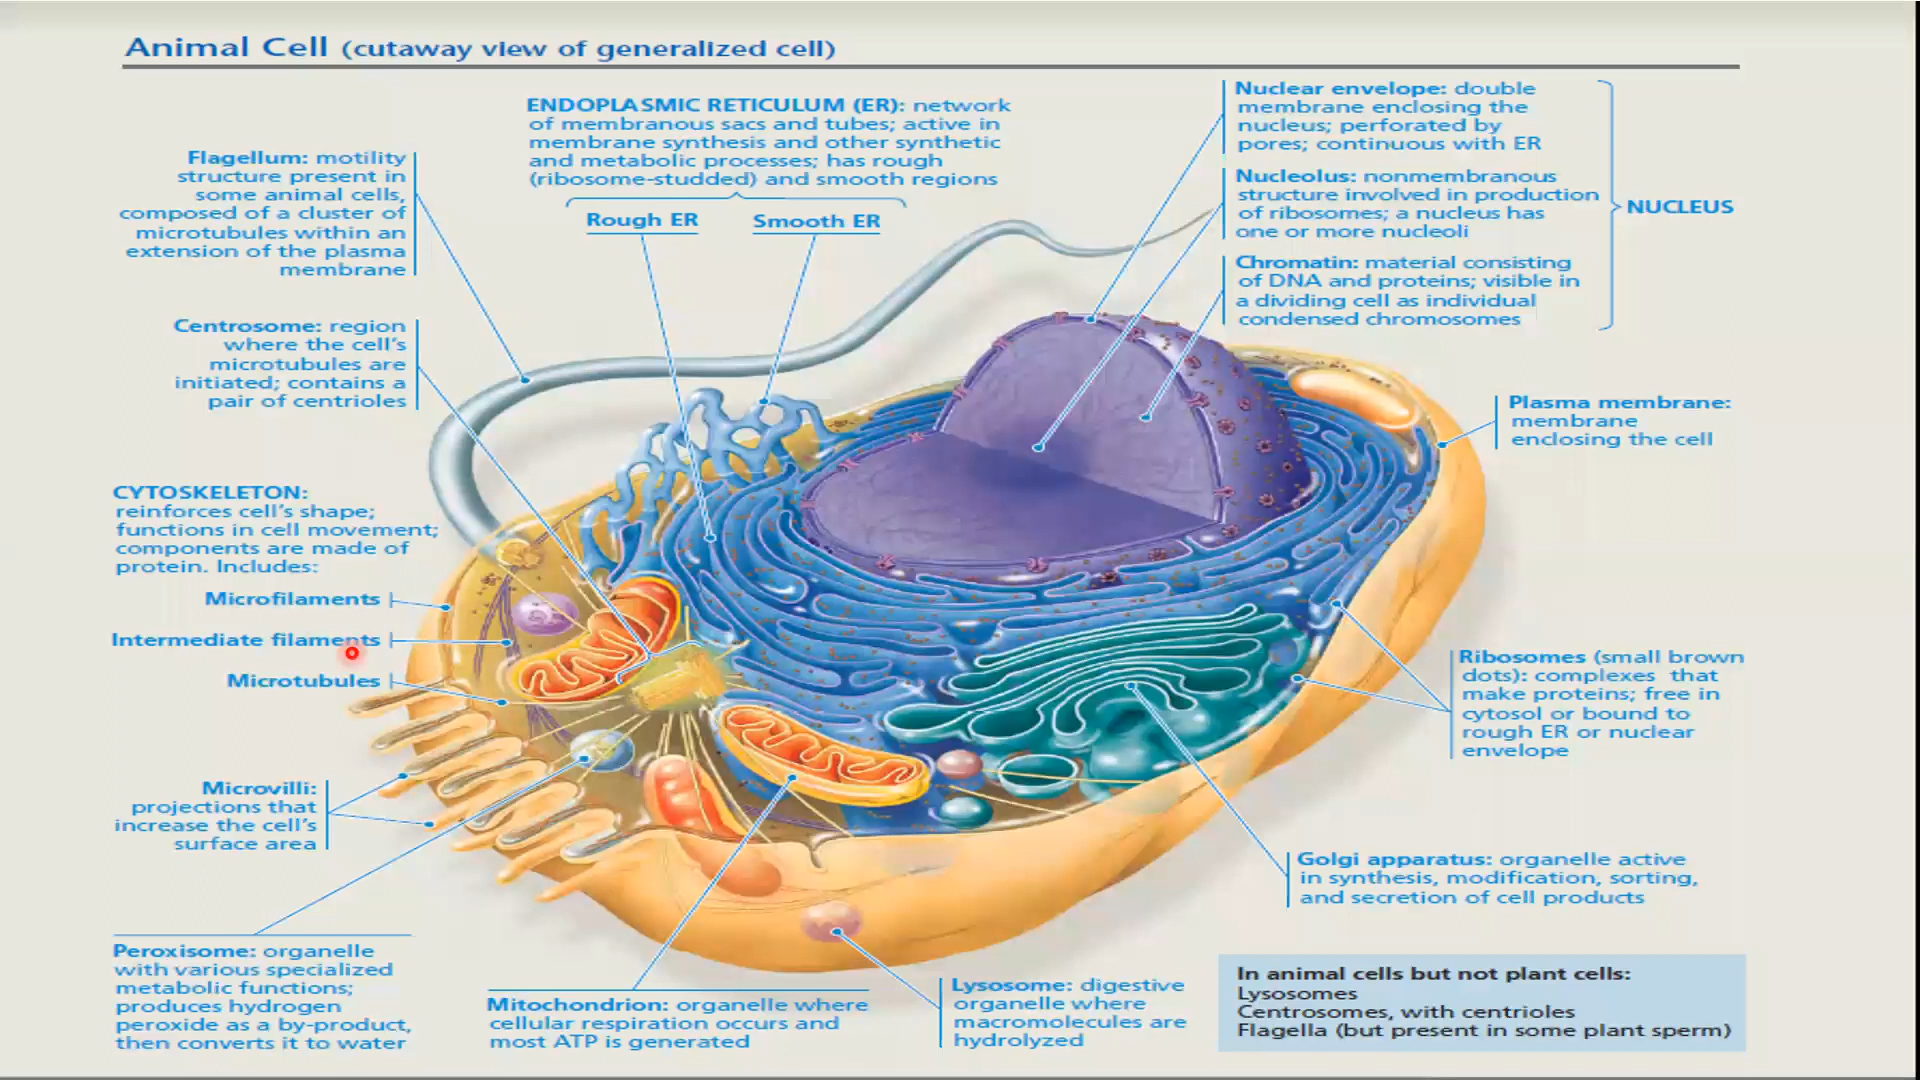 Animal Cell (cutaway view of generalized cell)
ENDOPLASMIC RETICULUM (ER): network
of membranous sacs and tubes; active in
membrane synthesis and other synthetic
and metabolic processes; has rough
(ribosome-studded) and smooth regions
Rough ER
Smooth ER
Flagellum: motility
structure present in
some animal cells,
composed of a cluster of
microtubules within an
extension of the plasma
membrane
Centrosome: region
where the cell's
microtubules are
initiated; contains a
pair of centrioles
CYTOSKELETON:
reinforces cell's shape;
functions in cell movement;
components are made of
protein. Includes:
Microfilaments
Intermediate filaments
Microtubules
Microvilli:
projections that
increase the cell's
surface area
Peroxisome: organelle
with various specialized
metabolic functions;
produces hydrogen
peroxide as a by-product,
then converts it to water
Mitochondrion: organelle where
cellular respiration occurs and
most ATP is generated
Lysosome: digestive
organelle where
macromolecules are
hydrolyzed
Nuclear envelope: double
membrane enclosing the
nucleus; perforated by
pores; continuous with ER
Nucleolus: nonmembranous
structure involved in production
of ribosomes; a nucleus has
one or more nucleoli
Chromatin: material consisting
of DNA and proteins; visible in
a dividing cell as individual
condensed chromosomes
NUCLEUS
Plasma membrane:
membrane
enclosing the cell
Ribosomes (small brown
dots): complexes that
make proteins; free in
cytosol or bound to
rough ER or nuclear
envelope
Golgi apparatus: organelle active
in synthesis, modification, sorting,
and secretion of cell products
In animal cells but not plant cells:
Lysosomes
Centrosomes, with centrioles
Flagella (but present in some plant sperm)